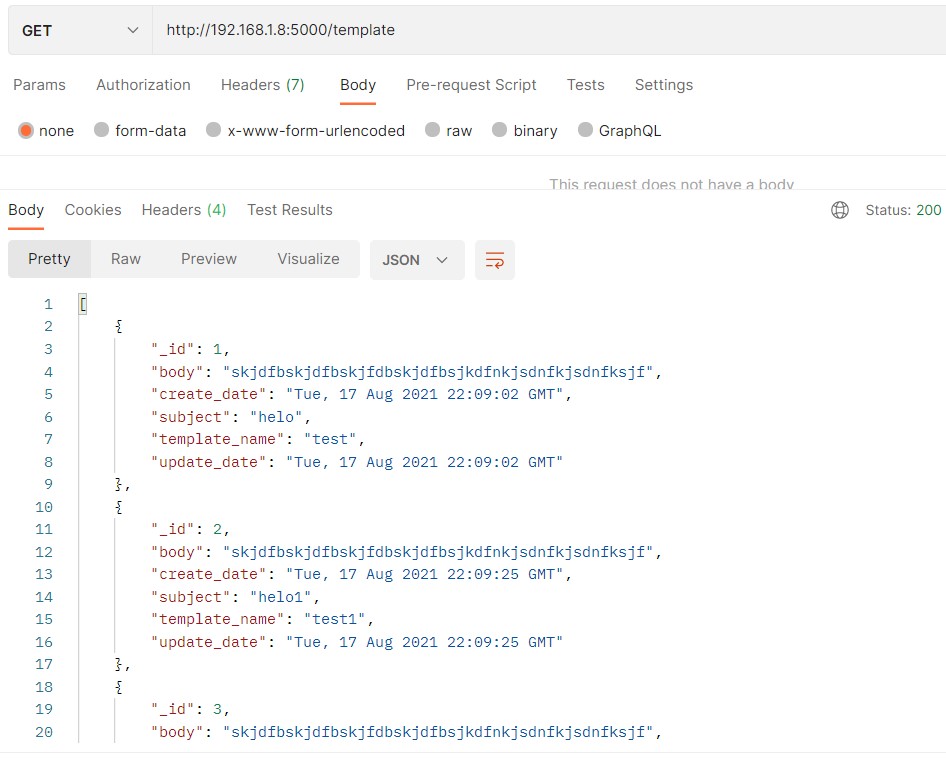 GET http://192.168.1.8:5000/template
Params Authorization Headers (7) Body Pre-request Script Tests Settings
none form-data x-www-form-urlencoded raw binary GraphQL
This request does not have a body
Body Cookies Headers (4) Test Results Status: 200
Pretty Raw Preview Visualize JSON
1 [
2 {
3 "_id": 1,
4 "body": "skjdfbskjdfbskjfdbskjdfbsjkdfnkjsdnfkjsdnfksjf",
5 "create_date": "Tue, 17 Aug 2021 22:09:02 GMT",
6 "subject": "helo",
7 "template_name": "test",
8 "update_date": "Tue, 17 Aug 2021 22:09:02 GMT"
9 },
10 {
11 "_id": 2,
12 "body": "skjdfbskjdfbskjfdbskjdfbsjkdfnkjsdnfkjsdnfksjf",
13 "create_date": "Tue, 17 Aug 2021 22:09:25 GMT",
14 "subject": "helo1",
15 "template_name": "test1",
16 "update_date": "Tue, 17 Aug 2021 22:09:25 GMT"
17 },
18 {
19 "_id": 3,
20 "body": "skjdfbskjdfbskjfdbskjdfbsjkdfnkjsdnfkjsdnfksjf",